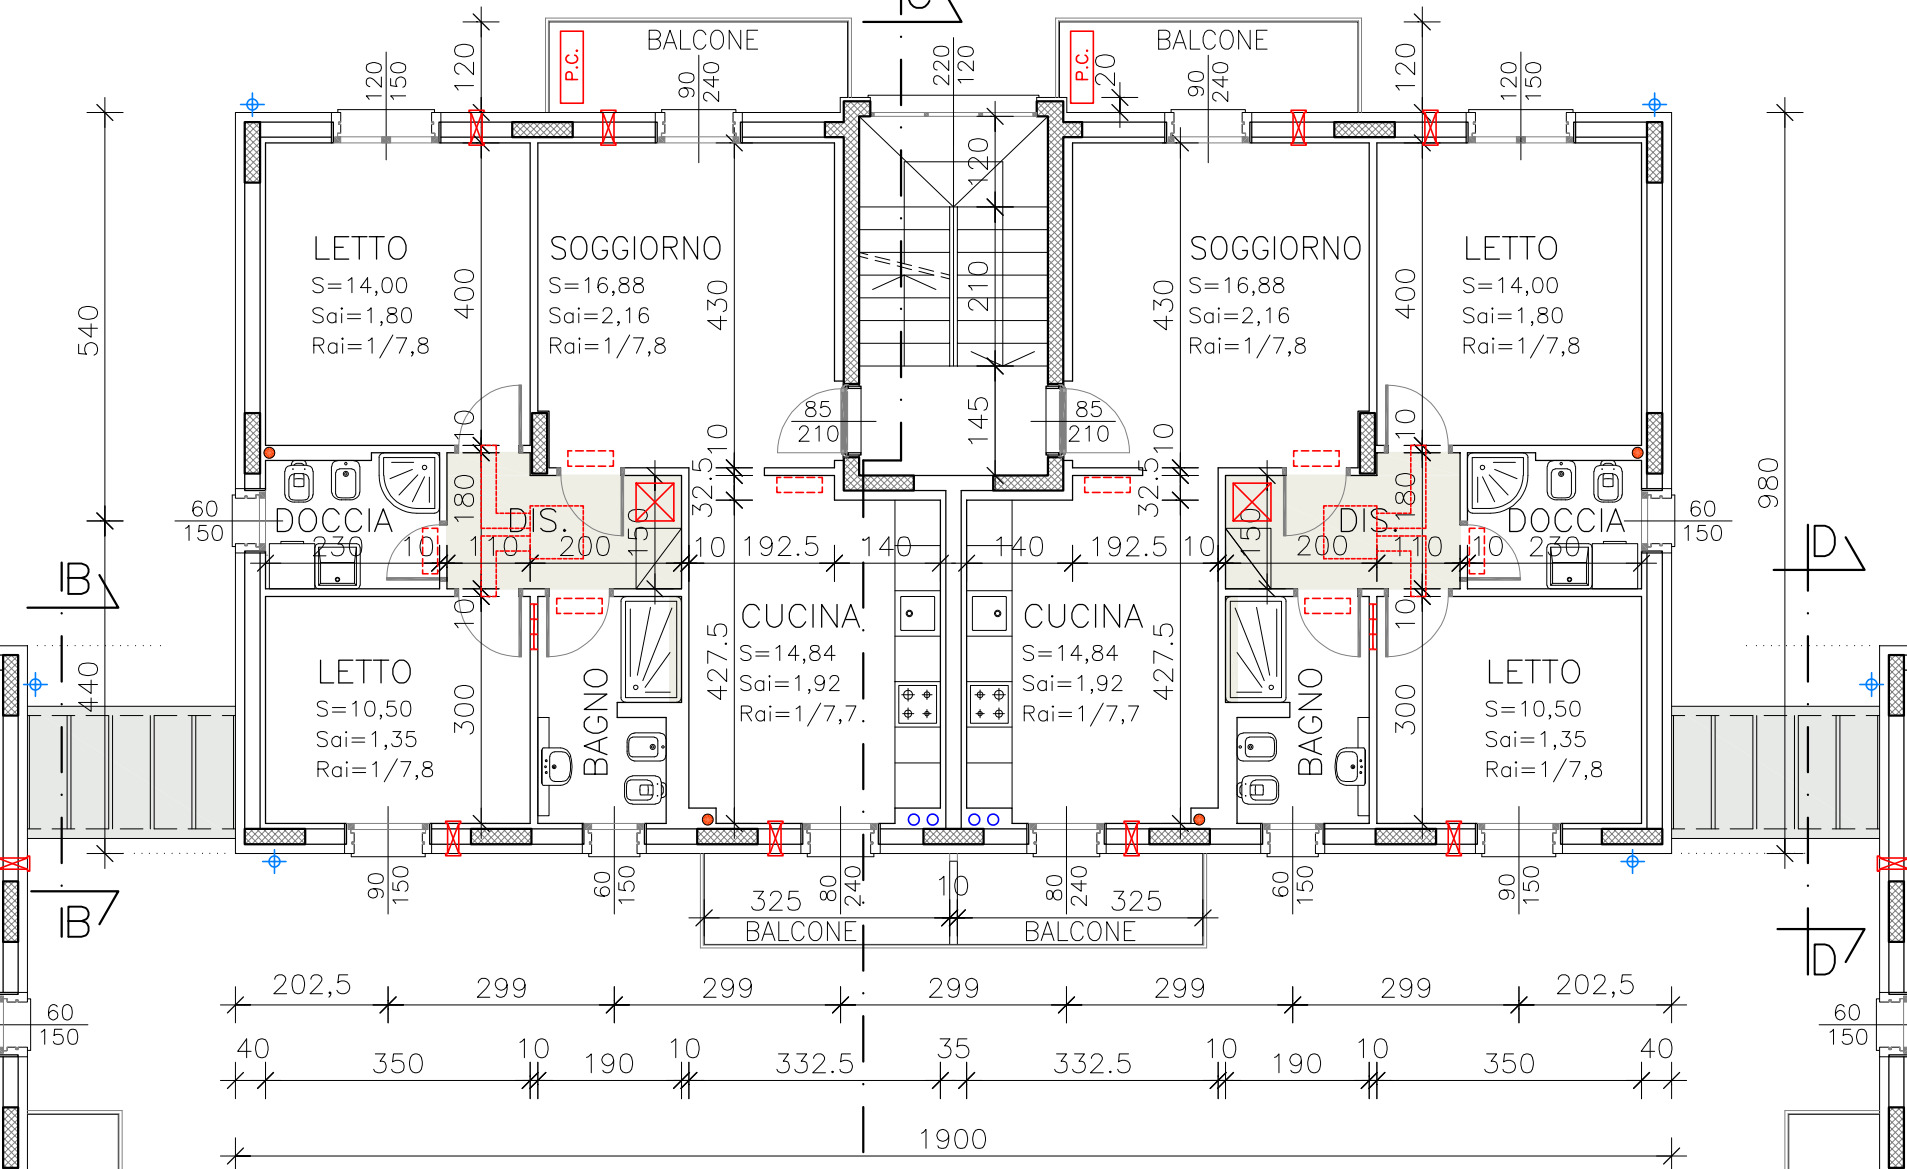 C
BALCONE
P.C.
120
120
150
90
240
220
120
BALCONE
P.C.
20
90
240
120
120
150
LETTO
S=14,00
Sai=1,80
Rai=1/7,8
SOGGIORNO
S=16,88
Sai=2,16
Rai=1/7,8
SOGGIORNO
S=16,88
Sai=2,16
Rai=1/7,8
LETTO
S=14,00
Sai=1,80
Rai=1/7,8
540
400
430
120
210
145
430
400
980
85
210
85
210
10
10
10
10
32.5
32.5
180
150
150
180
60
150
DOCCIA
DIS.
DIS.
DOCCIA
60
150
230
10
110
200
10
192.5
140
140
192.5
10
200
110
10
230
B
D
10
10
LETTO
S=10,50
Sai=1,35
Rai=1/7,8
BAGNO
CUCINA
S=14,84
Sai=1,92
Rai=1/7,7
CUCINA
S=14,84
Sai=1,92
Rai=1/7,7
BAGNO
LETTO
S=10,50
Sai=1,35
Rai=1/7,8
440
300
427.5
427.5
300
90
150
60
150
80
240
10
80
240
60
150
90
150
325
325
BALCONE
BALCONE
B
D
202,5
299
299
299
299
299
202,5
60
150
60
150
40
350
10
190
10
332.5
35
332.5
10
190
10
350
40
1900